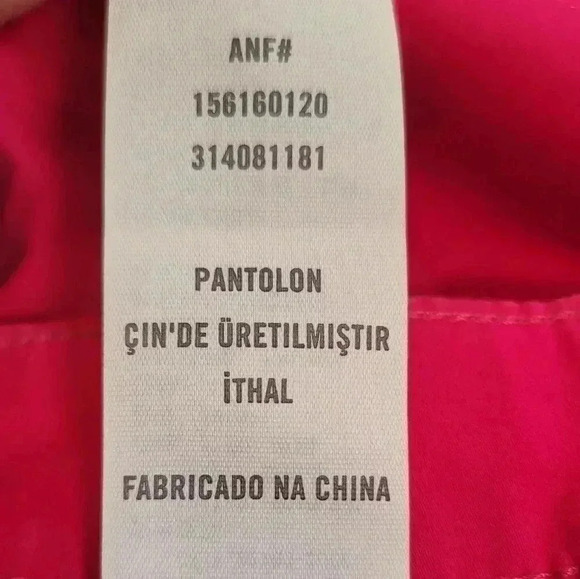 ANF#
156160120
314081181
PANTOLON
ÇIN'DE ÜRETILMIŞTIR
İTHAL
FABRICADO NA CHINA